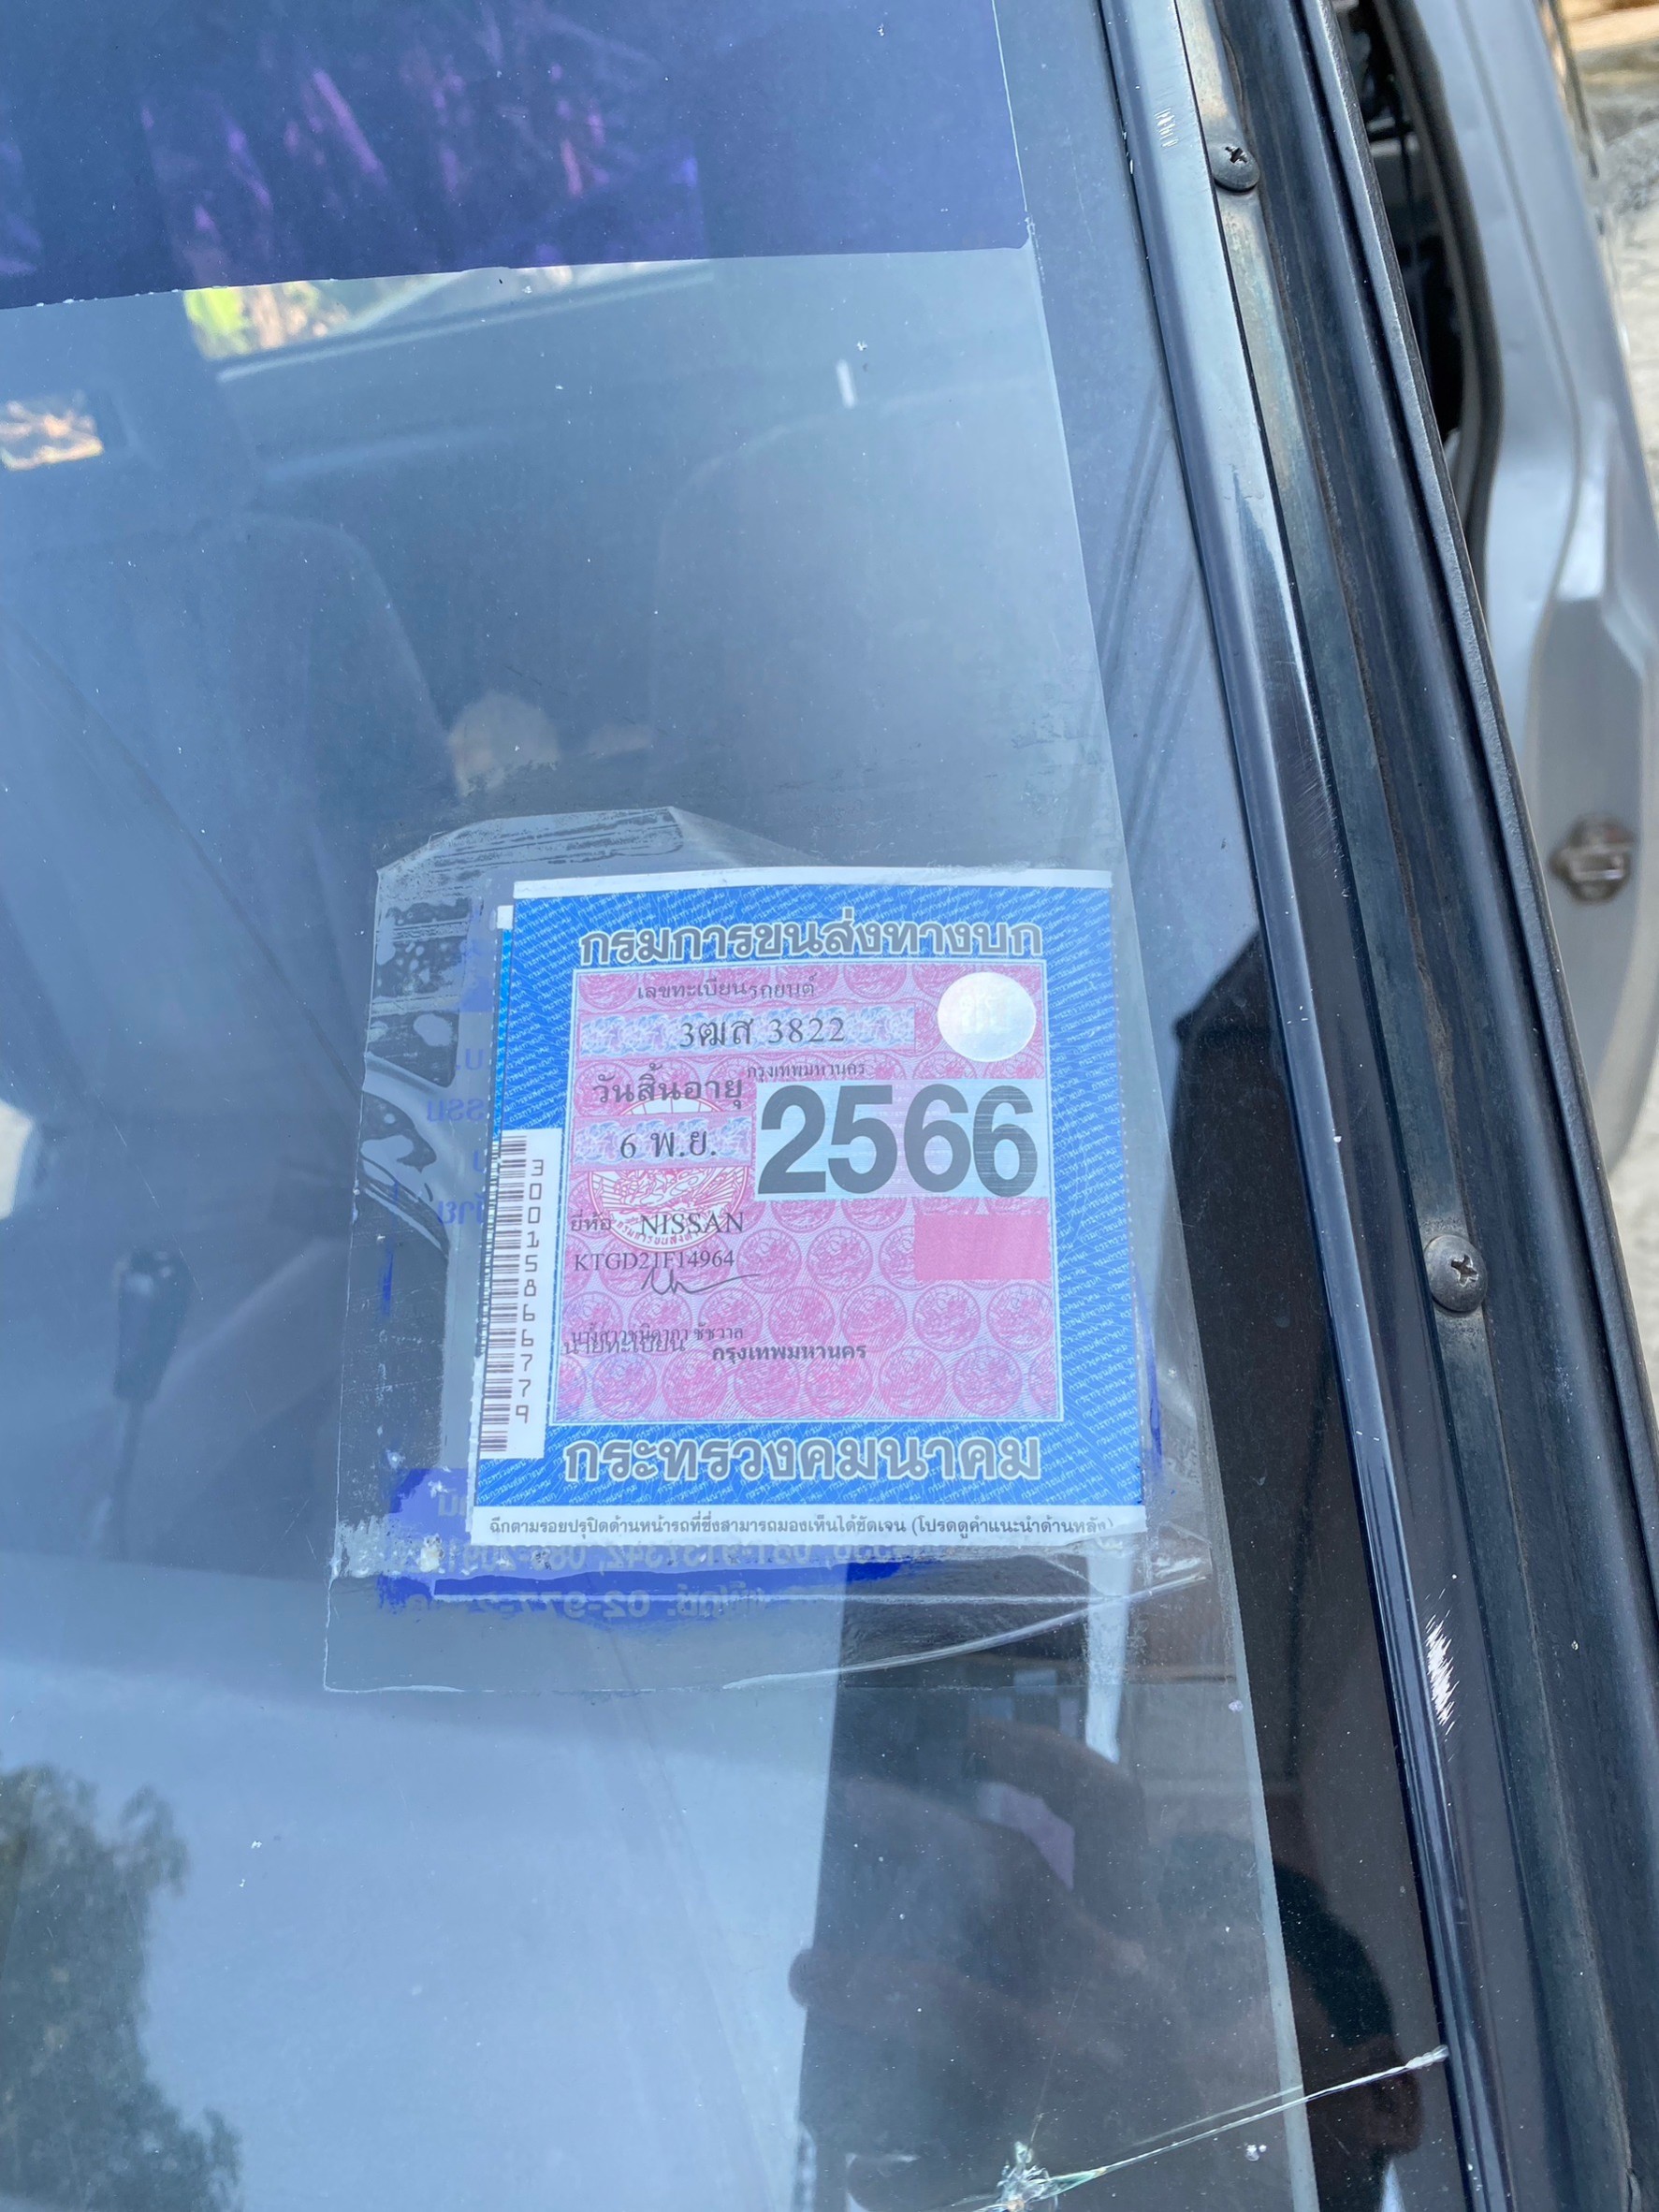 กรมการขนส่งทางบก
เลขทะเบียนรถยนต์
3ฒส 3822
กรุงเทพมหานคร
วันสิ้นอายุ
2566
6 พ.ย.
ยี่ห้อ NISSAN
KTGD21F14964
นายทะเบียน กรุงเทพมหานคร
3001586677 9
กระทรวงคมนาคม
ฉีกตามรอยปรุปิดด้านหน้ารถที่ซึ่งสามารถมองเห็นได้ชัดเจน (โปรดดูคำแนะนำด้านหลัง)